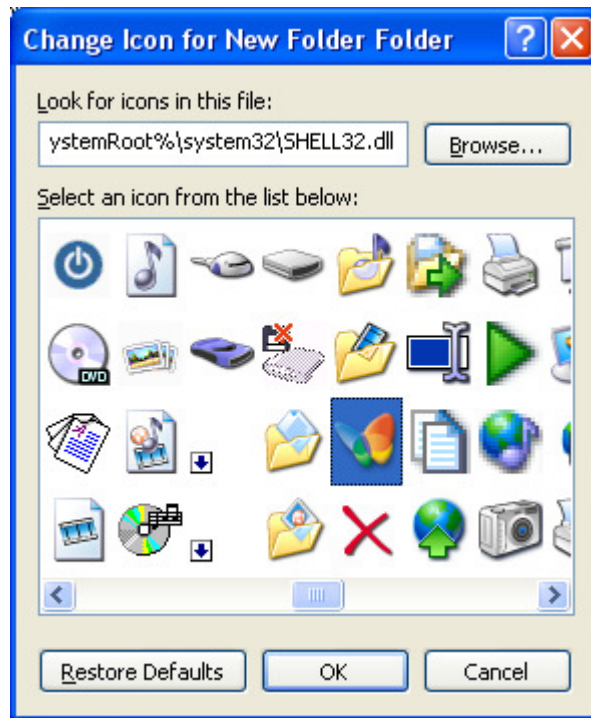 Change Icon for New Folder Folder
Look for icons in this file:
ystemRoot%\system32\SHELL32.dll
Browse...
Select an icon from the list below:
DVD
Restore Defaults
OK
Cancel